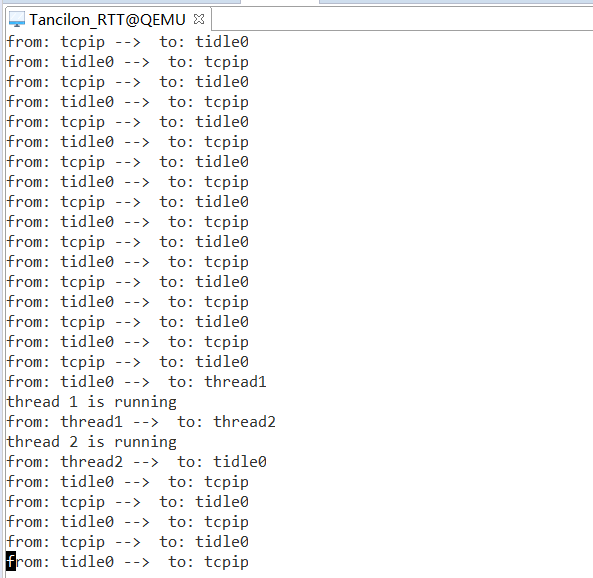 Tancilon_RTT@QEMU
from: tcpip -->  to: tidle0
from: tidle0 -->  to: tcpip
from: tcpip -->  to: tidle0
from: tidle0 -->  to: tcpip
from: tcpip -->  to: tidle0
from: tidle0 -->  to: tcpip
from: tcpip -->  to: tidle0
from: tidle0 -->  to: tcpip
from: tcpip -->  to: tidle0
from: tidle0 -->  to: tcpip
from: tcpip -->  to: tidle0
from: tidle0 -->  to: tcpip
from: tcpip -->  to: tidle0
from: tidle0 -->  to: tcpip
from: tcpip -->  to: tidle0
from: tidle0 -->  to: tcpip
from: tcpip -->  to: tidle0
from: tidle0 -->  to: thread1
thread 1 is running
from: thread1 -->  to: thread2
thread 2 is running
from: thread2 -->  to: tidle0
from: tidle0 -->  to: tcpip
from: tcpip -->  to: tidle0
from: tidle0 -->  to: tcpip
from: tcpip -->  to: tidle0
from: tidle0 -->  to: tcpip